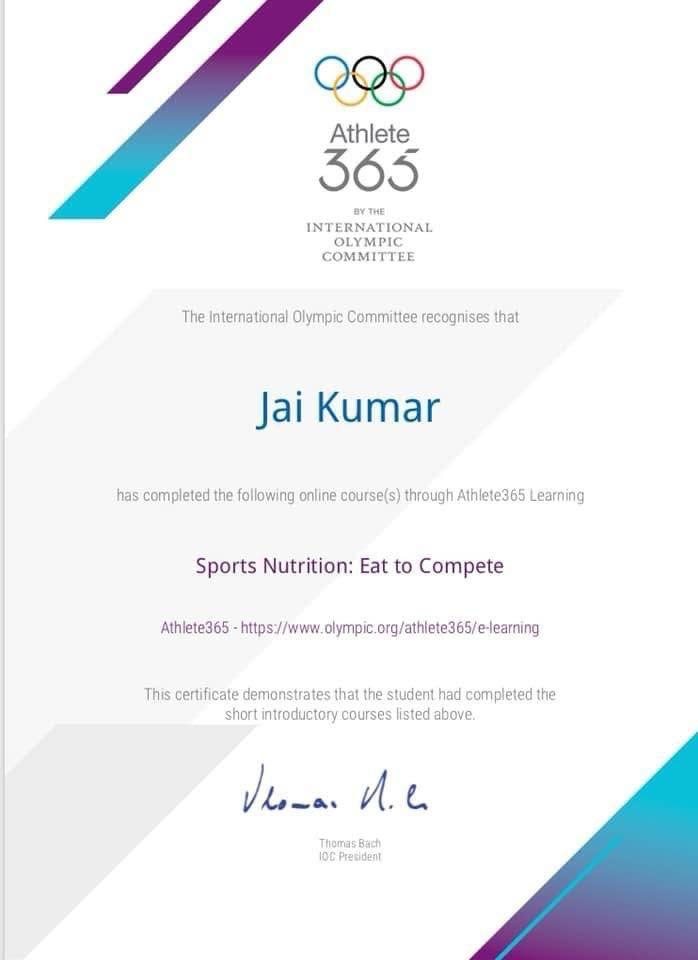 Athlete
365
BY THE
INTERNATIONAL
OLYMPIC
COMMITTEE
The International Olympic Committee recognises that
Jai Kumar
has completed the following online course(s) through Athlete365 Learning
Sports Nutrition: Eat to Compete
Athlete365 - https://www.olympic.org/athlete365/e-learning
This certificate demonstrates that the student had completed the
short introductory courses listed above.
Thomas Bach
IOC President